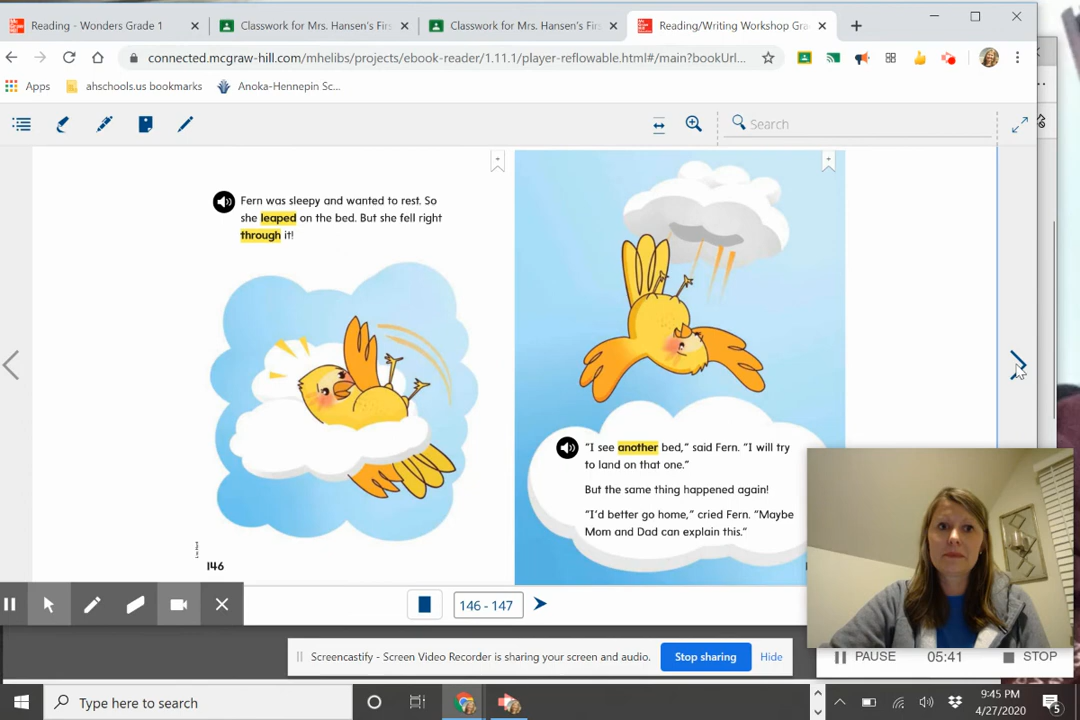 Reading - Wonders Grade 1
Classwork for Mrs. Hansen's Firs
Classwork for Mrs. Hansen's Firs
Reading/Writing Workshop Gra
connected.mcgraw-hill.com/mhelibs/projects/ebook-reader/1.11.1/player-reflowable.html#/main?bookUrl...
Apps
ahschools.us bookmarks
Anoka-Hennepin Sc...
Search
Fern was sleepy and wanted to rest. So
she leaped on the bed. But she fell right
through it!
146
"I see another bed," said Fern. "I will try
to land on that one."
But the same thing happened again!
"I'd better go home," cried Fern. "Maybe
Mom and Dad can explain this."
146 - 147
Screencastify - Screen Video Recorder is sharing your screen and audio.
Stop sharing
Hide
PAUSE
05:41
STOP
Type here to search
9:45 PM
4/27/2020
5